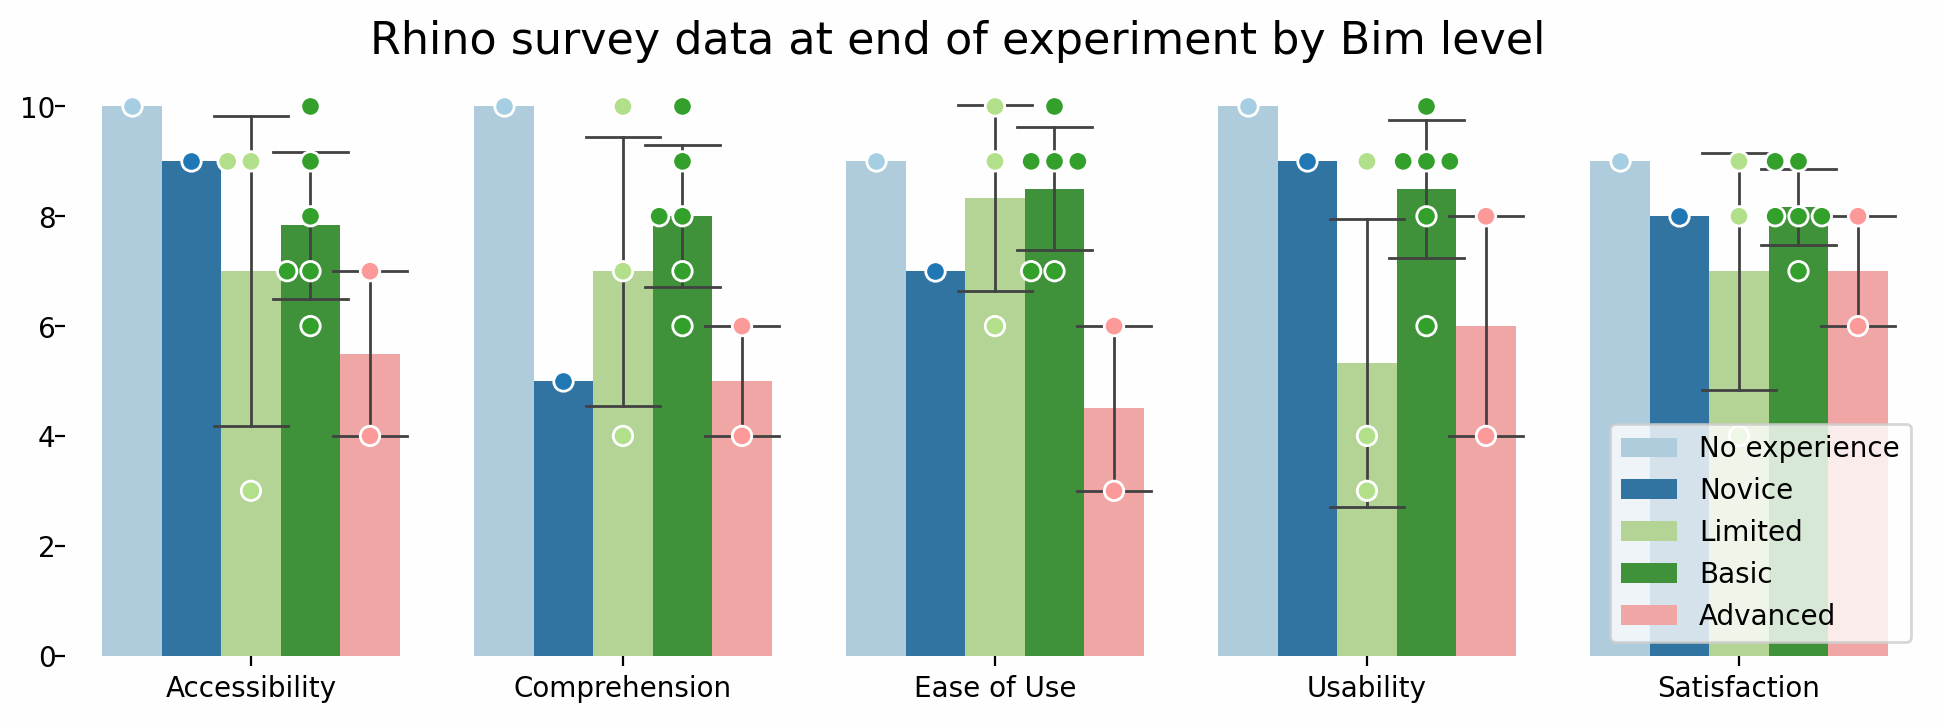 Rhino survey data at end of experiment by Bim level
10
8
6
4
2
0
Accessibility
Comprehension
Ease of Use
Usability
Satisfaction
No experience
Novice
Limited
Basic
Advanced